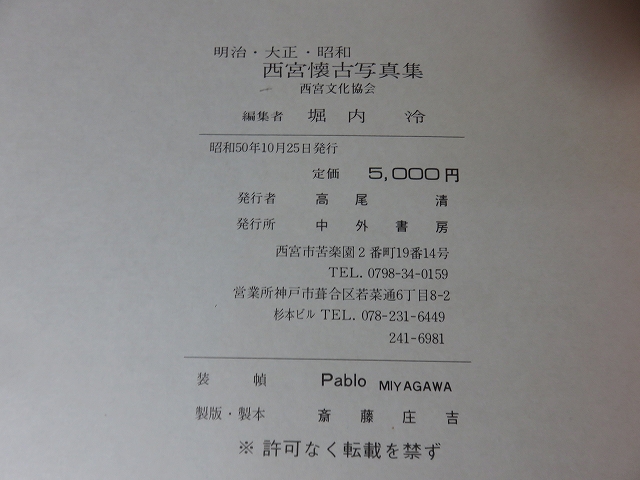 明治・大正・昭和
西宮懐古写真集
西宮文化協会
編集者 堀内 冷
昭和50年10月25日発行
定価 5,000円
発行者 高尾 清
発行所 中外書房
西宮市苦楽園2番町19番14号
TEL. 0798-34-0159
営業所神戸市葺合区若菜通6丁目8-2
杉本ビル TEL. 078-231-6449
241-6981
装幀 Pablo MIYAGAWA
製版・製本 斎藤庄吉
※ 許可なく転載を禁ず